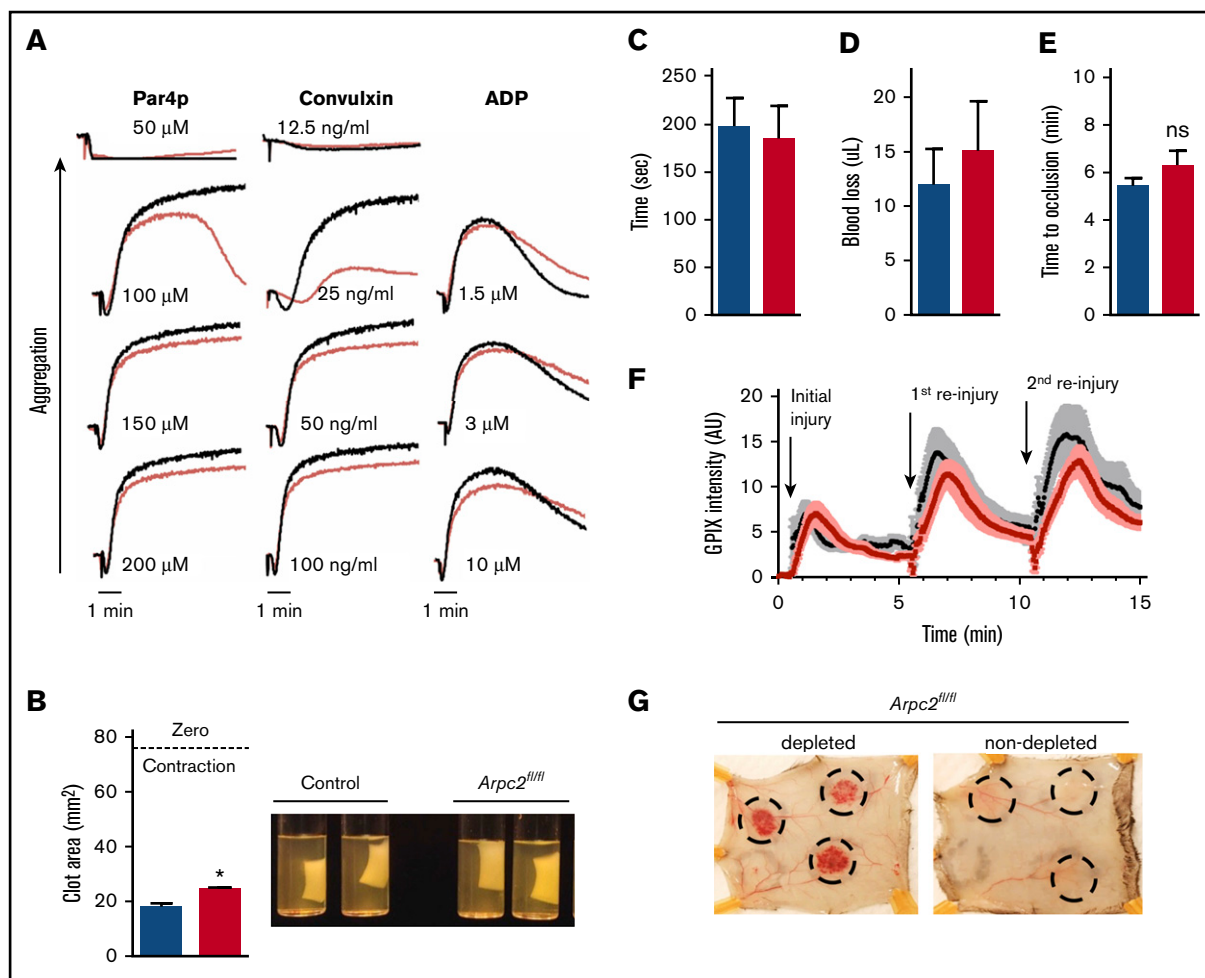 A
Par4p
Convulxin
ADP
50 µM
12.5 ng/ml
100 µM
25 ng/ml
1.5 µM
150 µM
50 ng/ml
3 µM
200 µM
100 ng/ml
10 µM
1 min
1 min
1 min
Aggregation
B
Clot area (mm²)
80
60
40
20
0
Zero
Contraction
*
Control
Arpc2fl/fl
C
Time (sec)
250
200
150
100
50
0
D
Blood loss (uL)
20
15
10
5
0
E
Time to occlusion (min)
10
8
6
4
2
0
ns
F
GPIX intensity (AU)
20
15
10
5
0
Initial
injury
1st re-injury
2nd re-injury
0
5
10
15
Time (min)
G
Arpc2fl/fl
depleted
non-depleted